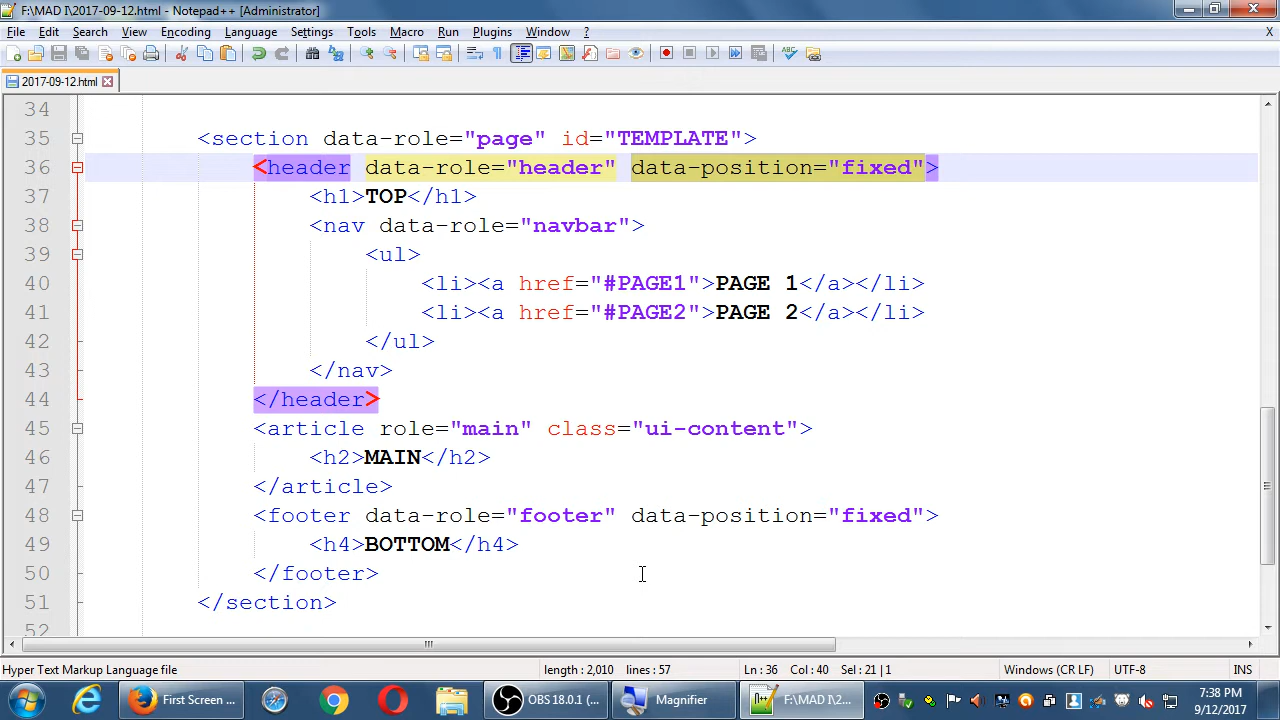 F:\MAD I\2017-09-12.html - Notepad++ [Administrator]
File Edit Search View Encoding Language Settings Tools Macro Run Plugins Window ? X
2017-09-12.html
34
35 <section data-role="page" id="TEMPLATE">
36 <header data-role="header" data-position="fixed">
37 <h1>TOP</h1>
38 <nav data-role="navbar">
39 <ul>
40 <li><a href="#PAGE1">PAGE 1</a></li>
41 <li><a href="#PAGE2">PAGE 2</a></li>
42 </ul>
43 </nav>
44 </header>
45 <article role="main" class="ui-content">
46 <h2>MAIN</h2>
47 </article>
48 <footer data-role="footer" data-position="fixed">
49 <h4>BOTTOM</h4>
50 </footer>
51 </section>
52
Hyper Text Markup Language file length : 2,010 lines : 57 Ln : 36 Col : 40 Sel : 21 | 1 Windows (CR LF) UTF-8 INS
First Screen ... OBS 18.0.1 (... Magnifier F:\MAD I\2... 7:38 PM
9/12/2017